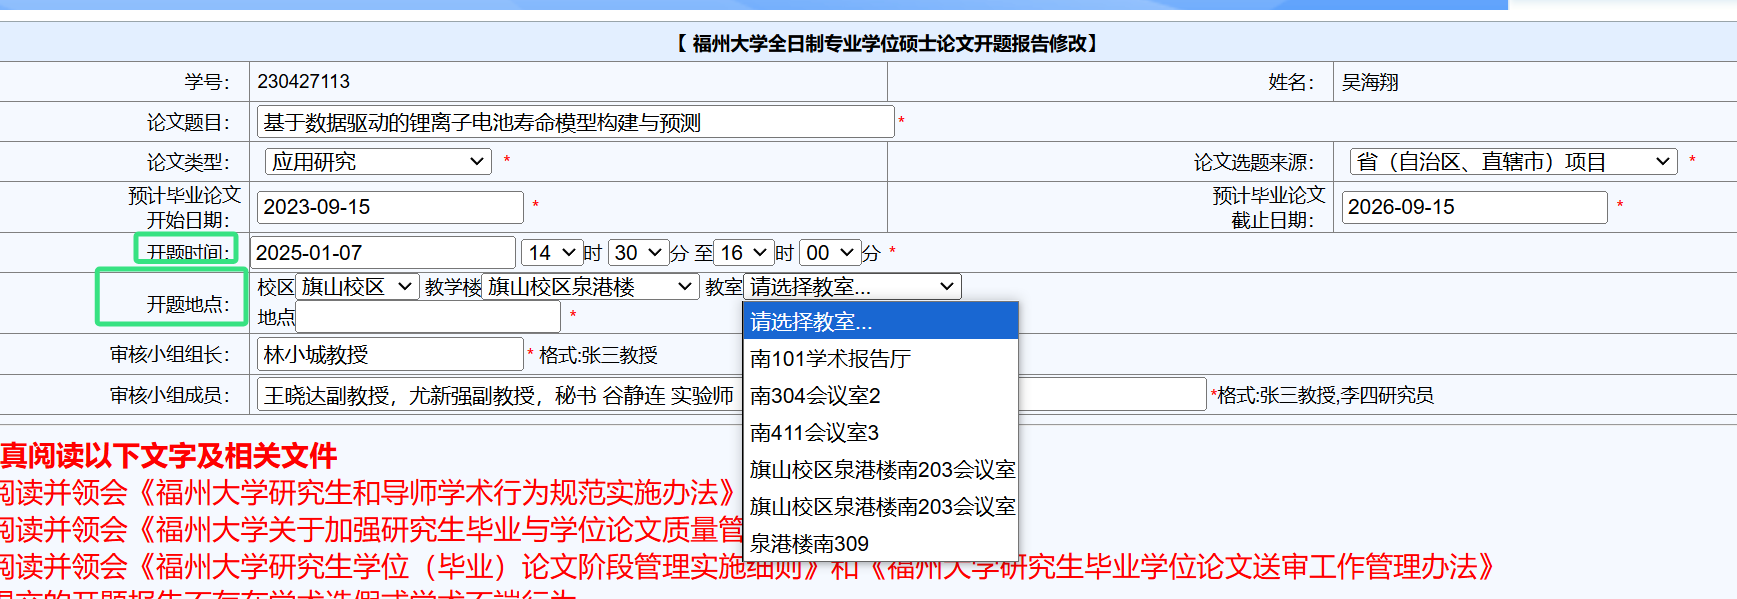 【 福州大学全日制专业学位硕士论文开题报告修改】
学号： 230427113 姓名： 吴海翔
论文题目： 基于数据驱动的锂离子电池寿命模型构建与预测 *
论文类型： 应用研究 * 论文选题来源： 省（自治区、直辖市）项目 *
预计毕业论文开始日期： 2023-09-15 * 预计毕业论文截止日期： 2026-09-15 *
开题时间： 2025-01-07 14 时 30 分 至 16 时 00 分 *
开题地点： 校区 旗山校区 教学楼 旗山校区泉港楼 教室 请选择教室...
地点 *
请选择教室...
南101学术报告厅
南304会议室2
南411会议室3
旗山校区泉港楼南203会议室
旗山校区泉港楼南203会议室
泉港楼南309
审核小组组长： 林小城教授 * 格式:张三教授
审核小组成员： 王晓达副教授，尤新强副教授，秘书 谷静连 实验师 *格式:张三教授,李四研究员
真阅读以下文字及相关文件
阅读并领会《福州大学研究生和导师学术行为规范实施办法》
阅读并领会《福州大学关于加强研究生毕业与学位论文质量管
阅读并领会《福州大学研究生学位（毕业）论文阶段管理实施细则》和《福州大学研究生毕业学位论文送审工作管理办法》